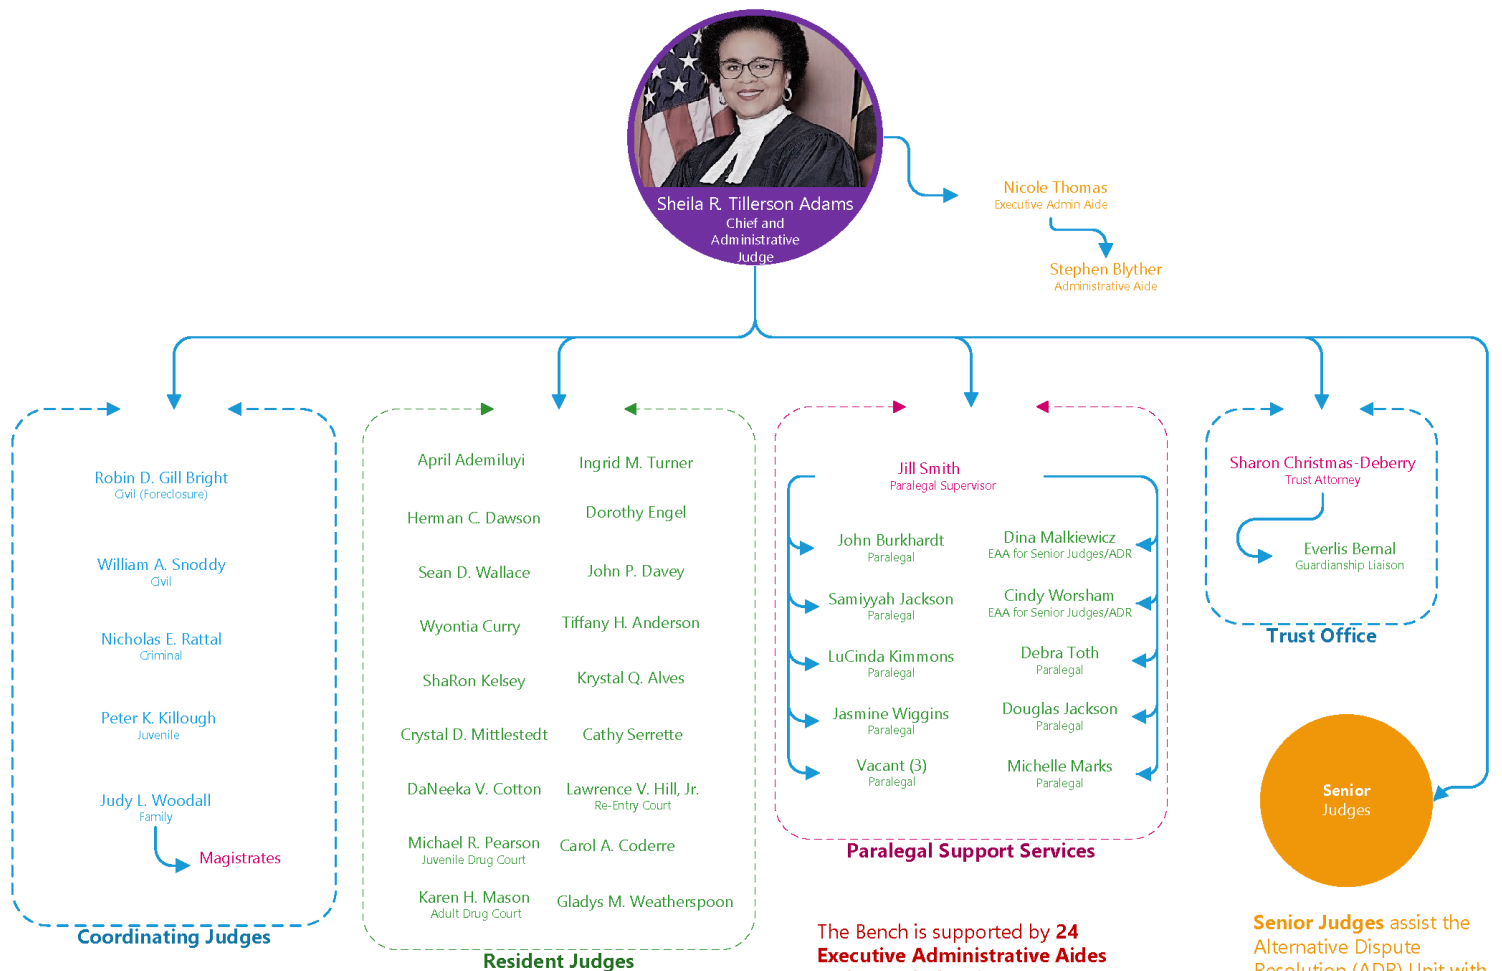 Sheila R. Tillerson Adams
Chief and
Administrative
Judge
Nicole Thomas
Executive Admin Aide
Stephen Blyther
Administrative Aide
Robin D. Gill Bright
Civil (Foreclosure)
William A. Snoddy
Civil
Nicholas E. Rattal
Criminal
Peter K. Killough
Juvenile
Judy L. Woodall
Family
Magistrates
Coordinating Judges
April Ademiluyi
Ingrid M. Turner
Herman C. Dawson
Dorothy Engel
Sean D. Wallace
John P. Davey
Wyontia Curry
Tiffany H. Anderson
ShaRon Kelsey
Krystal Q. Alves
Crystal D. Mittlestedt
Cathy Serrette
DaNeeka V. Cotton
Lawrence V. Hill, Jr.
Re-Entry Court
Michael R. Pearson
Juvenile Drug Court
Carol A. Coderre
Karen H. Mason
Adult Drug Court
Gladys M. Weatherspoon
Resident Judges
Jill Smith
Paralegal Supervisor
John Burkhardt
Paralegal
Dina Malkiewicz
EAA for Senior Judges/ADR
Samiyyah Jackson
Paralegal
Cindy Worsham
EAA for Senior Judges/ADR
LuCinda Kimmons
Paralegal
Debra Toth
Paralegal
Jasmine Wiggins
Paralegal
Douglas Jackson
Paralegal
Vacant (3)
Paralegal
Michelle Marks
Paralegal
Paralegal Support Services
The Bench is supported by 24
Executive Administrative Aides
Sharon Christmas-Deberry
Trust Attorney
Everlis Bernal
Guardianship Liaison
Trust Office
Senior
Judges
Senior Judges assist the
Alternative Dispute
Resolution (ADR) Unit with